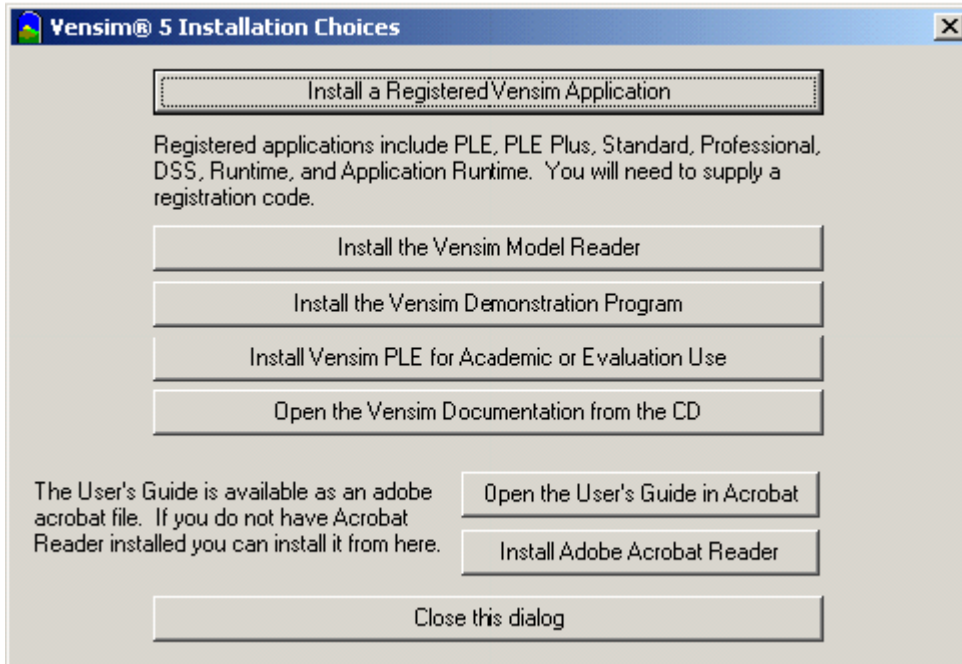 Vensim® 5 Installation Choices
Install a Registered Vensim Application
Registered applications include PLE, PLE Plus, Standard, Professional,
DSS, Runtime, and Application Runtime.  You will need to supply a
registration code.
Install the Vensim Model Reader
Install the Vensim Demonstration Program
Install Vensim PLE for Academic or Evaluation Use
Open the Vensim Documentation from the CD
The User's Guide is available as an adobe
acrobat file.  If you do not have Acrobat
Reader installed you can install it from here.
Open the User's Guide in Acrobat
Install Adobe Acrobat Reader
Close this dialog